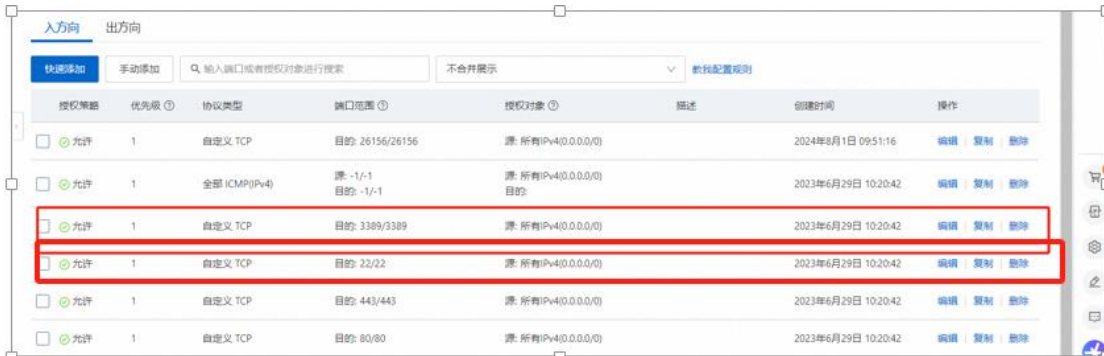 入方向 出方向
快速添加 手动添加 输入端口或者授权对象进行搜索 不合并展示 教我配置规则
授权策略 优先级 协议类型 端口范围 授权对象 描述 创建时间 操作
允许 1 自定义 TCP 目的: 26156/26156 源: 所有IPv4(0.0.0.0/0) 2024年8月1日 09:51:16 编辑 复制 删除
允许 1 全部 ICMP(IPv4) 源: -1/-1 源: 所有IPv4(0.0.0.0/0) 2023年6月29日 10:20:42 编辑 复制 删除
目的: -1/-1 目的:
允许 1 自定义 TCP 目的: 3389/3389 源: 所有IPv4(0.0.0.0/0) 2023年6月29日 10:20:42 编辑 复制 删除
允许 1 自定义 TCP 目的: 22/22 源: 所有IPv4(0.0.0.0/0) 2023年6月29日 10:20:42 编辑 复制 删除
允许 1 自定义 TCP 目的: 443/443 源: 所有IPv4(0.0.0.0/0) 2023年6月29日 10:20:42 编辑 复制 删除
允许 1 自定义 TCP 目的: 80/80 源: 所有IPv4(0.0.0.0/0) 2023年6月29日 10:20:42 编辑 复制 删除